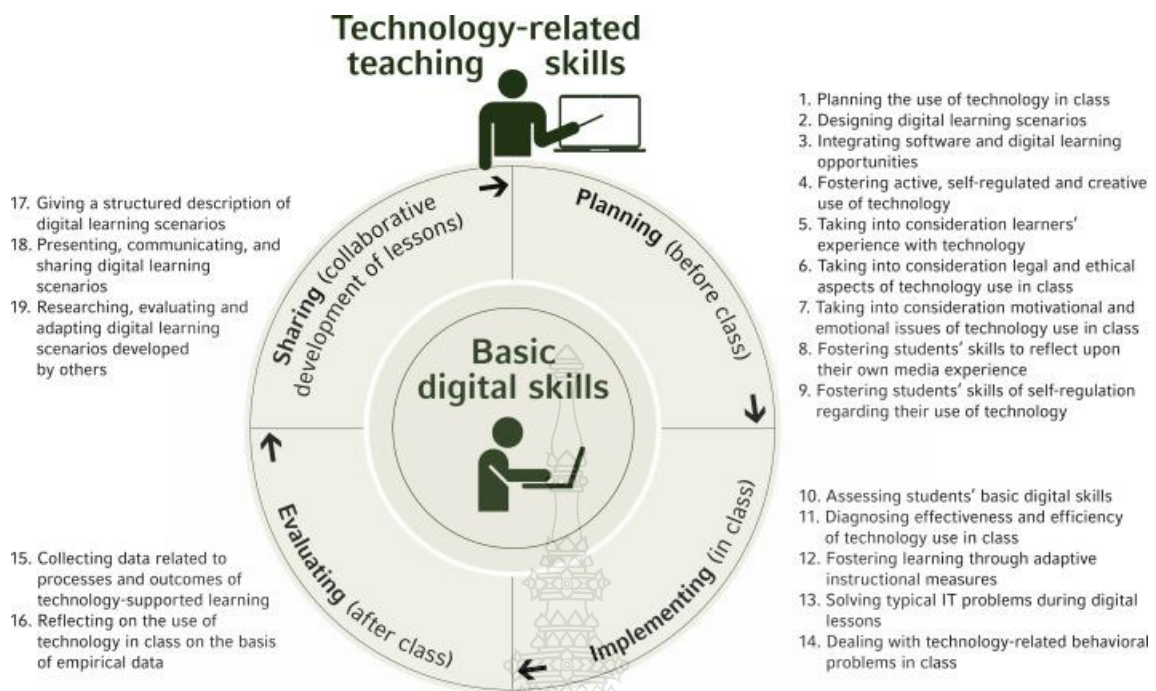 Technology-related
teaching skills
1. Planning the use of technology in class
2. Designing digital learning scenarios
3. Integrating software and digital learning
opportunities
4. Fostering active, self-regulated and creative
use of technology
5. Taking into consideration learners'
experience with technology
6. Taking into consideration legal and ethical
aspects of technology use in class
7. Taking into consideration motivational and
emotional issues of technology use in class
8. Fostering students' skills to reflect upon
their own media experience
9. Fostering students' skills of self-regulation
regarding their use of technology
10. Assessing students' basic digital skills
11. Diagnosing effectiveness and efficiency
of technology use in class
12. Fostering learning through adaptive
instructional measures
13. Solving typical IT problems during digital
lessons
14. Dealing with technology-related behavioral
problems in class
15. Collecting data related to
processes and outcomes of
technology-supported learning
16. Reflecting on the use of
technology in class on the basis
of empirical data
17. Giving a structured description of
digital learning scenarios
18. Presenting, communicating, and
sharing digital learning
scenarios
19. Researching, evaluating and
adapting digital learning
scenarios developed
by others
Planning (before class)
Implementing (in class)
Evaluating (after class)
Sharing (collaborative
development of lessons)
Basic
digital skills